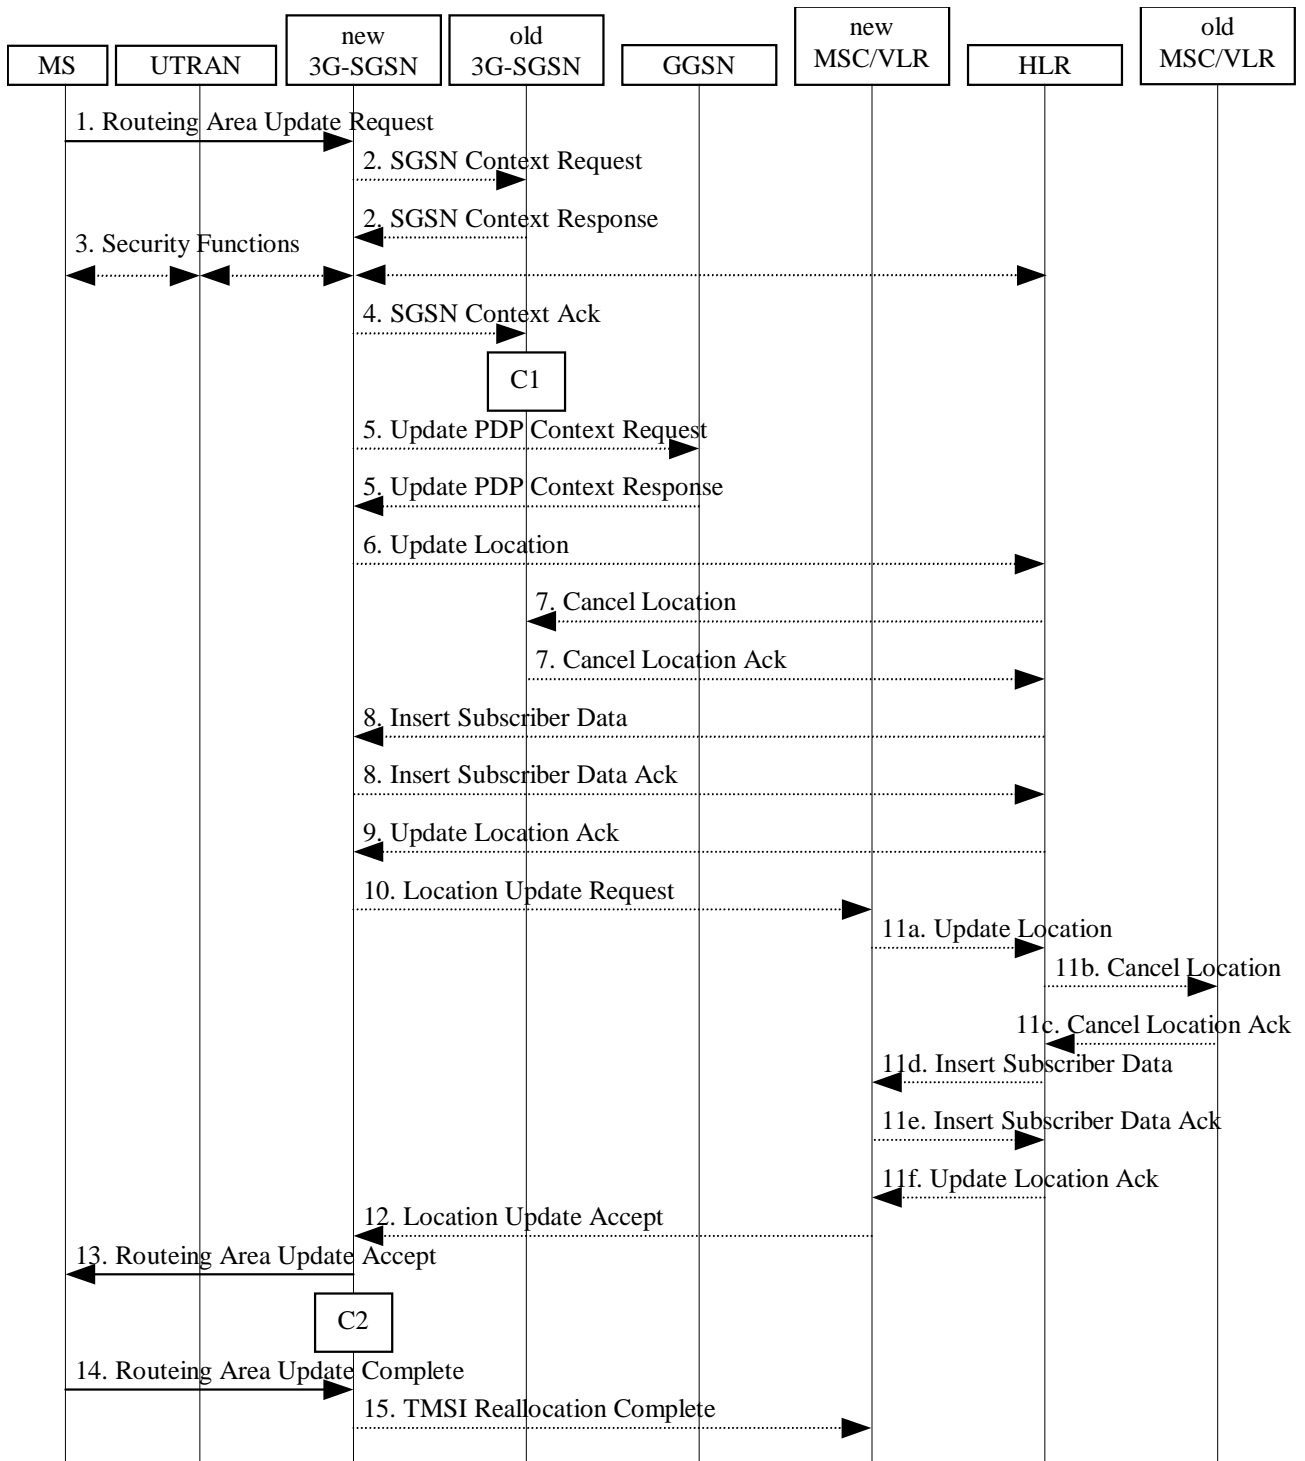 MS
UTRAN
new
3G-SGSN
old
3G-SGSN
GGSN
new
MSC/VLR
HLR
old
MSC/VLR
1. Routeing Area Update Request
2. SGSN Context Request
2. SGSN Context Response
3. Security Functions
4. SGSN Context Ack
C1
5. Update PDP Context Request
5. Update PDP Context Response
6. Update Location
7. Cancel Location
7. Cancel Location Ack
8. Insert Subscriber Data
8. Insert Subscriber Data Ack
9. Update Location Ack
10. Location Update Request
11a. Update Location
11b. Cancel Location
11c. Cancel Location Ack
11d. Insert Subscriber Data
11e. Insert Subscriber Data Ack
11f. Update Location Ack
12. Location Update Accept
13. Routeing Area Update Accept
C2
14. Routeing Area Update Complete
15. TMSI Reallocation Complete